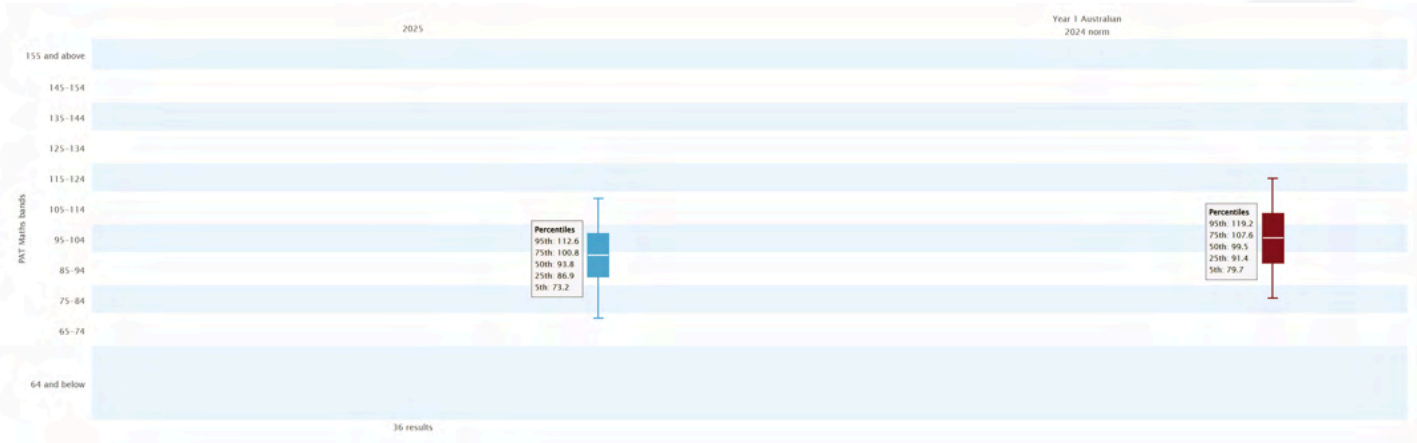 2025
Year 1 Australian
2024 norm
155 and above
145-154
135-144
125-134
115-124
105-114
95-104
85-94
75-84
65-74
64 and below
PAT Maths bands
Percentiles
95th: 112.6
75th: 100.8
50th: 93.8
25th: 86.9
5th: 73.2
Percentiles
95th: 119.2
75th: 107.6
50th: 99.5
25th: 91.4
5th: 79.7
36 results